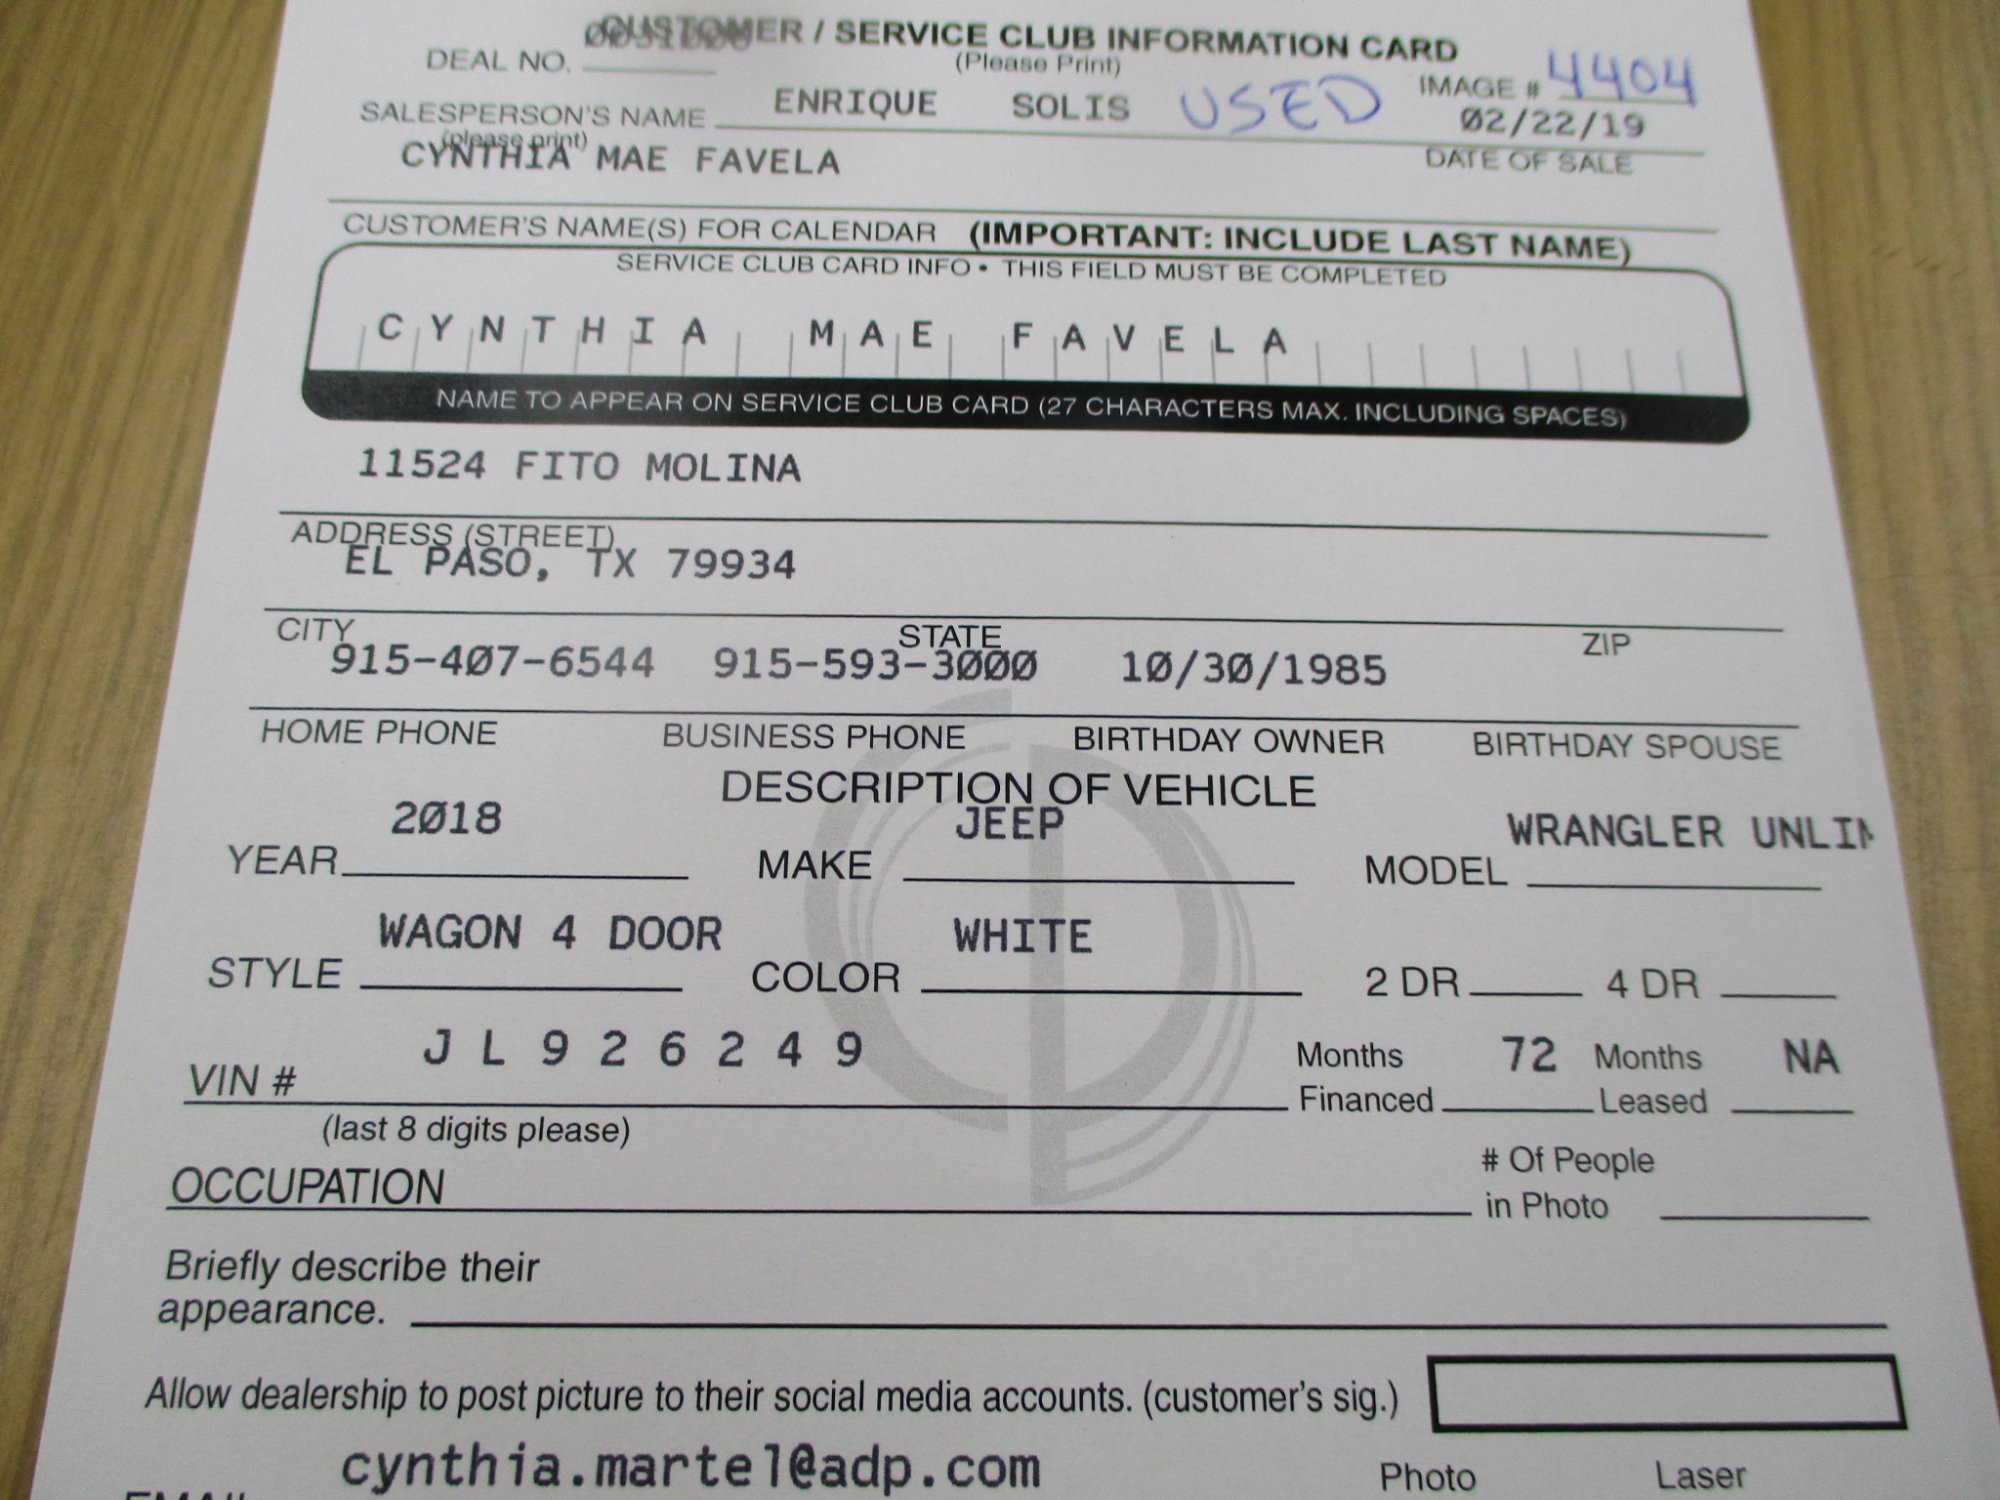 CUSTOMER / SERVICE CLUB INFORMATION CARD
DEAL NO.
(Please Print)
IMAGE # 4404
SALESPERSON'S NAME ENRIQUE SOLIS USED 02/22/19
(please print)
CYNTHIA MAE FAVELA
DATE OF SALE
CUSTOMER'S NAME(S) FOR CALENDAR (IMPORTANT: INCLUDE LAST NAME)
SERVICE CLUB CARD INFO • THIS FIELD MUST BE COMPLETED
CYNTHIA MAE FAVELA
NAME TO APPEAR ON SERVICE CLUB CARD (27 CHARACTERS MAX. INCLUDING SPACES)
11524 FITO MOLINA
ADDRESS (STREET)
EL PASO, TX 79934
CITY STATE ZIP
915-407-6544 915-593-3000 10/30/1985
HOME PHONE BUSINESS PHONE BIRTHDAY OWNER BIRTHDAY SPOUSE
DESCRIPTION OF VEHICLE
2018 JEEP WRANGLER UNLIM
YEAR MAKE MODEL
WAGON 4 DOOR WHITE
STYLE COLOR 2 DR 4 DR
JL926249
VIN #
Months Financed 72 Months Leased NA
(last 8 digits please)
OCCUPATION
# Of People in Photo
Briefly describe their
appearance.
Allow dealership to post picture to their social media accounts. (customer's sig.)
cynthia.martel@adp.com
EMAIL Photo Laser